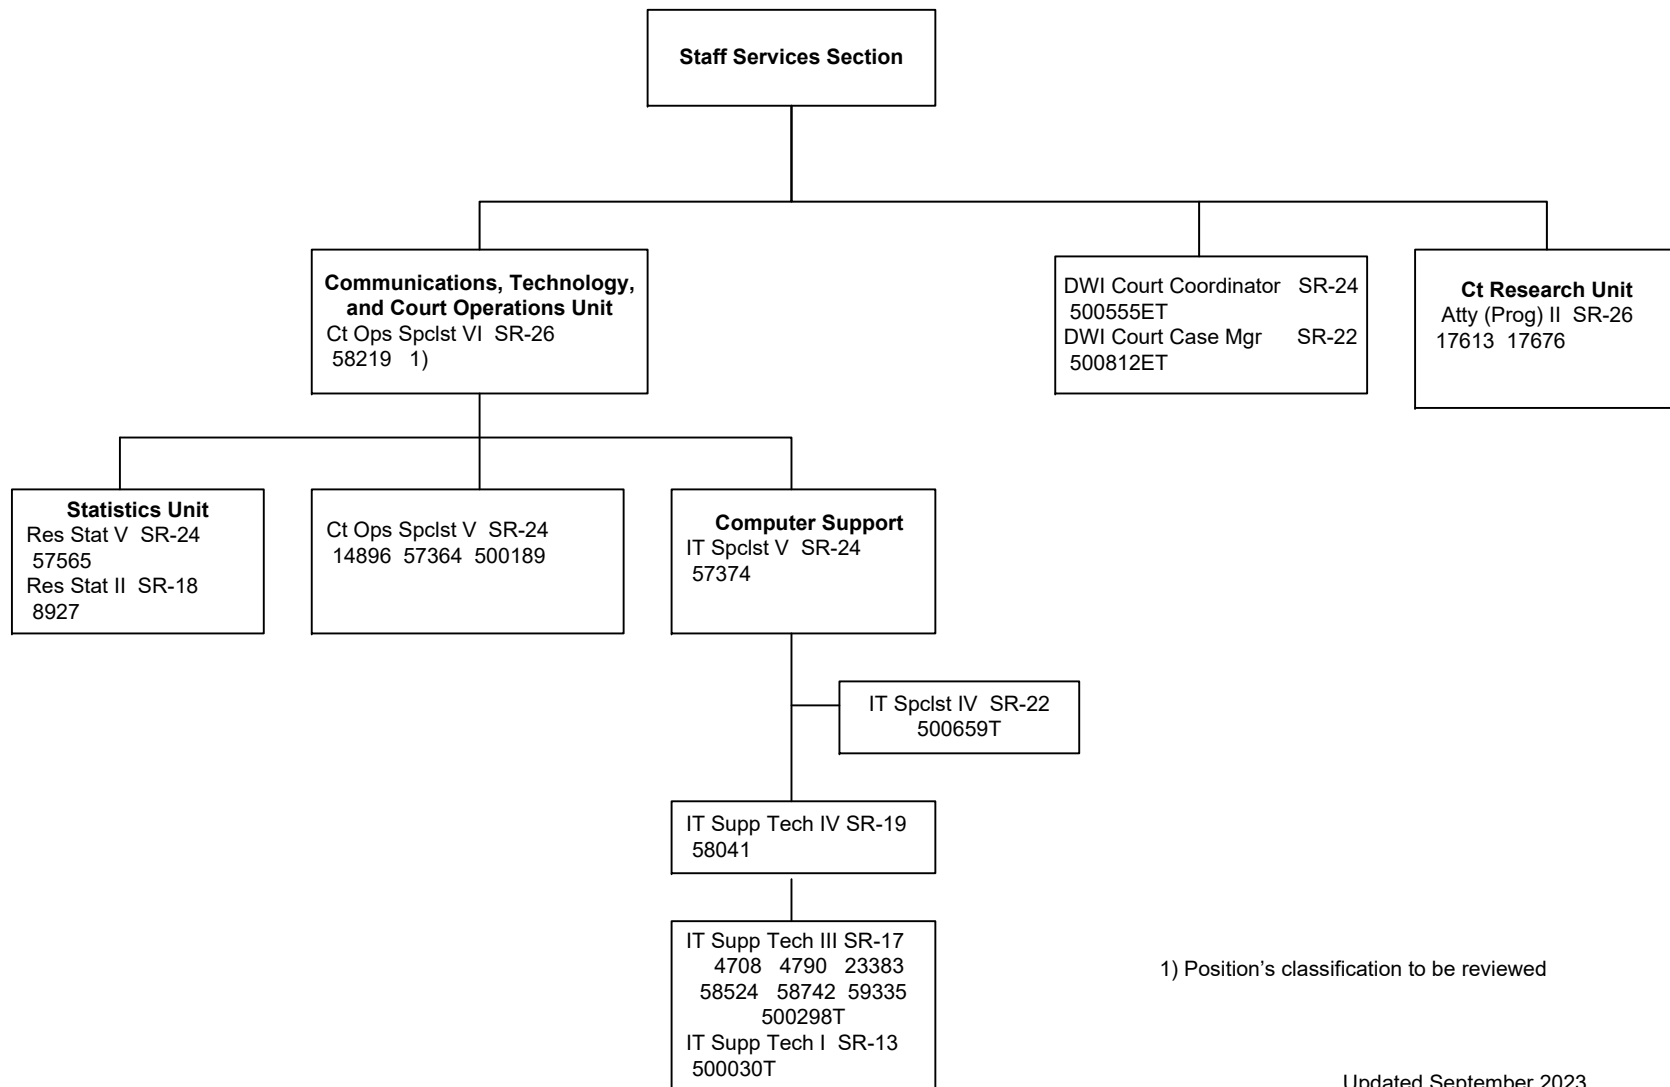 Staff Services Section
Communications, Technology,
and Court Operations Unit
Ct Ops Spclst VI SR-26
58219 1)
DWI Court Coordinator SR-24
500555ET
DWI Court Case Mgr SR-22
500812ET
Ct Research Unit
Atty (Prog) II SR-26
17613 17676
Statistics Unit
Res Stat V SR-24
57565
Res Stat II SR-18
8927
Ct Ops Spclst V SR-24
14896 57364 500189
Computer Support
IT Spclst V SR-24
57374
IT Spclst IV SR-22
500659T
IT Supp Tech IV SR-19
58041
IT Supp Tech III SR-17
4708 4790 23383
58524 58742 59335
500298T
IT Supp Tech I SR-13
500030T
1) Position’s classification to be reviewed
Updated September 2023